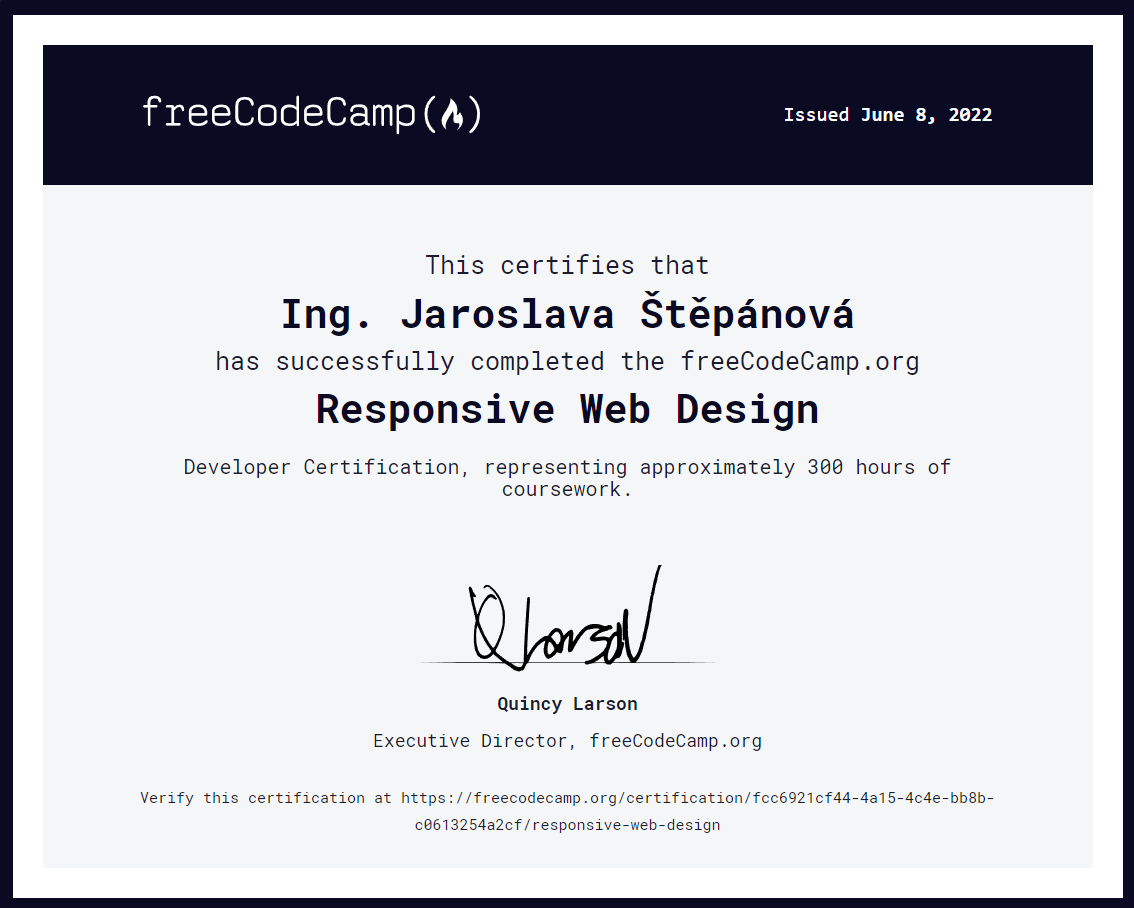 freeCodeCamp()
Issued June 8, 2022
This certifies that
Ing. Jaroslava Štěpánová
has successfully completed the freeCodeCamp.org
Responsive Web Design
Developer Certification, representing approximately 300 hours of
coursework.
Q Larson
Quincy Larson
Executive Director, freeCodeCamp.org
Verify this certification at https://freecodecamp.org/certification/fcc6921cf44-4a15-4c4e-bb8b-
c0613254a2cf/responsive-web-design